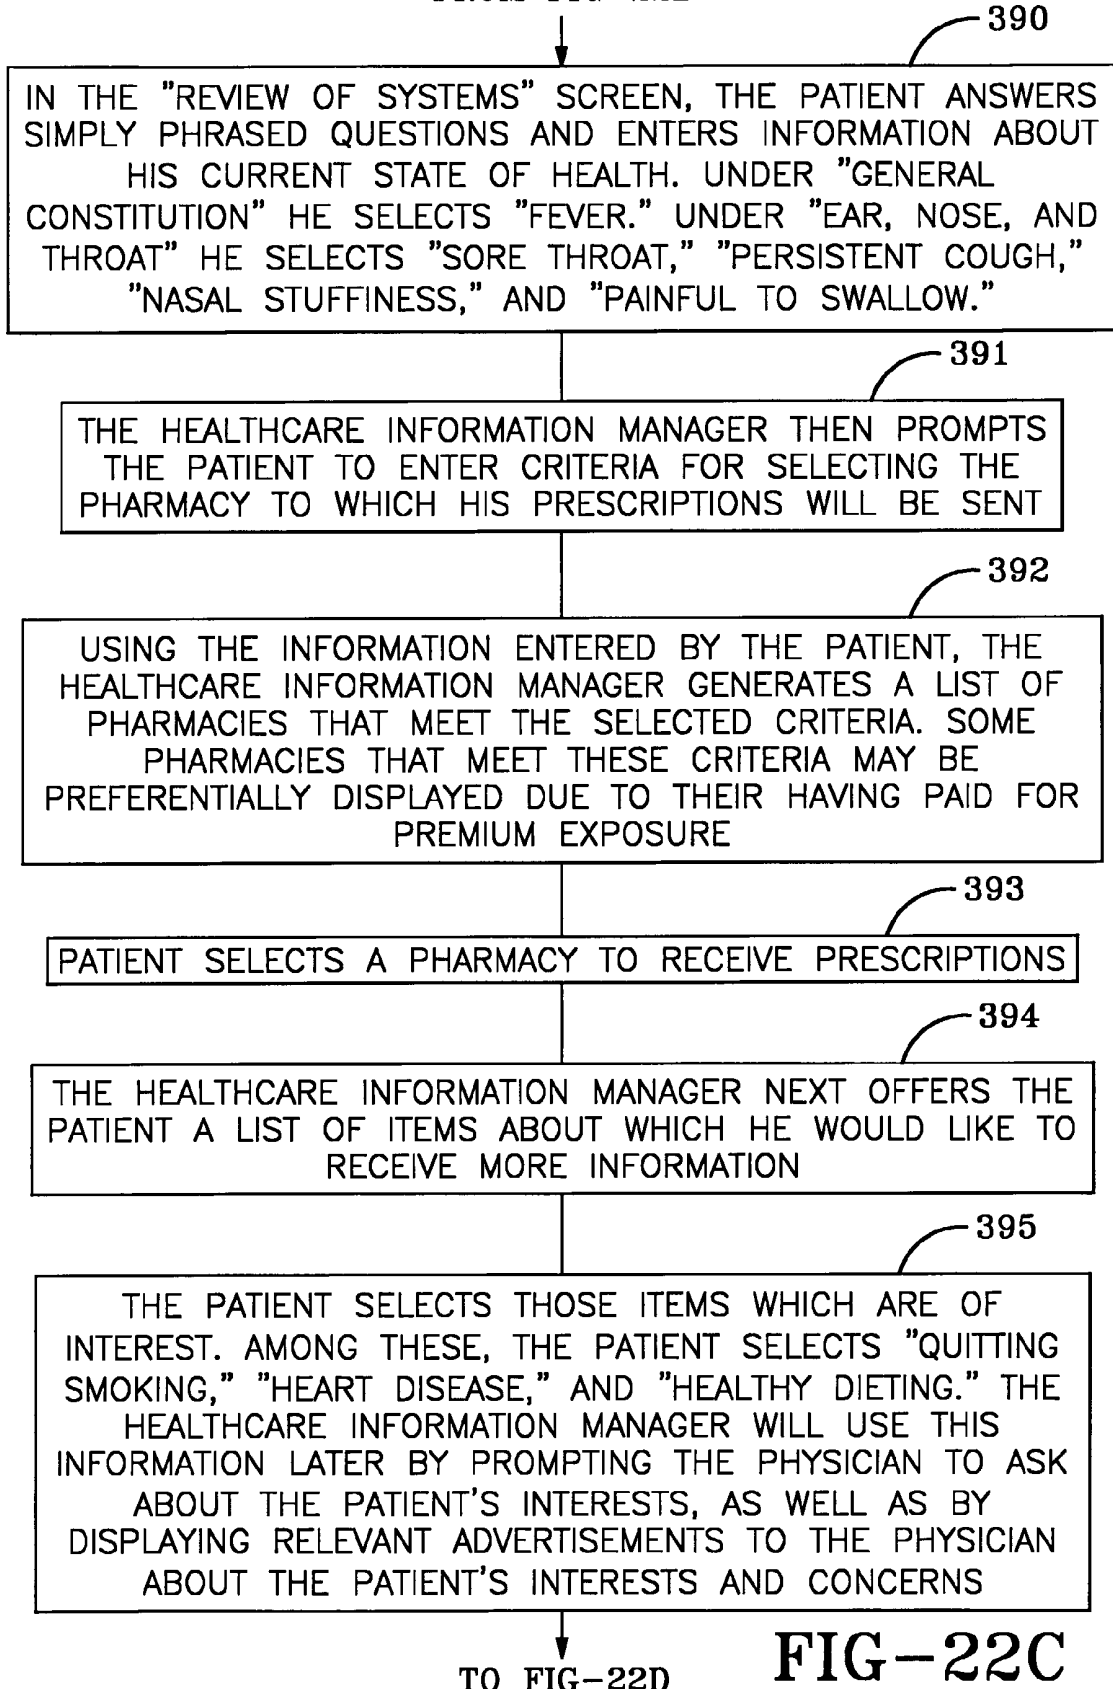 390
IN THE "REVIEW OF SYSTEMS" SCREEN, THE PATIENT ANSWERS
SIMPLY PHRASED QUESTIONS AND ENTERS INFORMATION ABOUT
HIS CURRENT STATE OF HEALTH. UNDER "GENERAL
CONSTITUTION" HE SELECTS "FEVER." UNDER "EAR, NOSE, AND
THROAT" HE SELECTS "SORE THROAT," "PERSISTENT COUGH,"
"NASAL STUFFINESS," AND "PAINFUL TO SWALLOW."
391
THE HEALTHCARE INFORMATION MANAGER THEN PROMPTS
THE PATIENT TO ENTER CRITERIA FOR SELECTING THE
PHARMACY TO WHICH HIS PRESCRIPTIONS WILL BE SENT
392
USING THE INFORMATION ENTERED BY THE PATIENT, THE
HEALTHCARE INFORMATION MANAGER GENERATES A LIST OF
PHARMACIES THAT MEET THE SELECTED CRITERIA. SOME
PHARMACIES THAT MEET THESE CRITERIA MAY BE
PREFERENTIALLY DISPLAYED DUE TO THEIR HAVING PAID FOR
PREMIUM EXPOSURE
393
PATIENT SELECTS A PHARMACY TO RECEIVE PRESCRIPTIONS
394
THE HEALTHCARE INFORMATION MANAGER NEXT OFFERS THE
PATIENT A LIST OF ITEMS ABOUT WHICH HE WOULD LIKE TO
RECEIVE MORE INFORMATION
395
THE PATIENT SELECTS THOSE ITEMS WHICH ARE OF
INTEREST. AMONG THESE, THE PATIENT SELECTS "QUITTING
SMOKING," "HEART DISEASE," AND "HEALTHY DIETING." THE
HEALTHCARE INFORMATION MANAGER WILL USE THIS
INFORMATION LATER BY PROMPTING THE PHYSICIAN TO ASK
ABOUT THE PATIENT'S INTERESTS, AS WELL AS BY
DISPLAYING RELEVANT ADVERTISEMENTS TO THE PHYSICIAN
ABOUT THE PATIENT'S INTERESTS AND CONCERNS
TO FIG-22D
FIG-22C